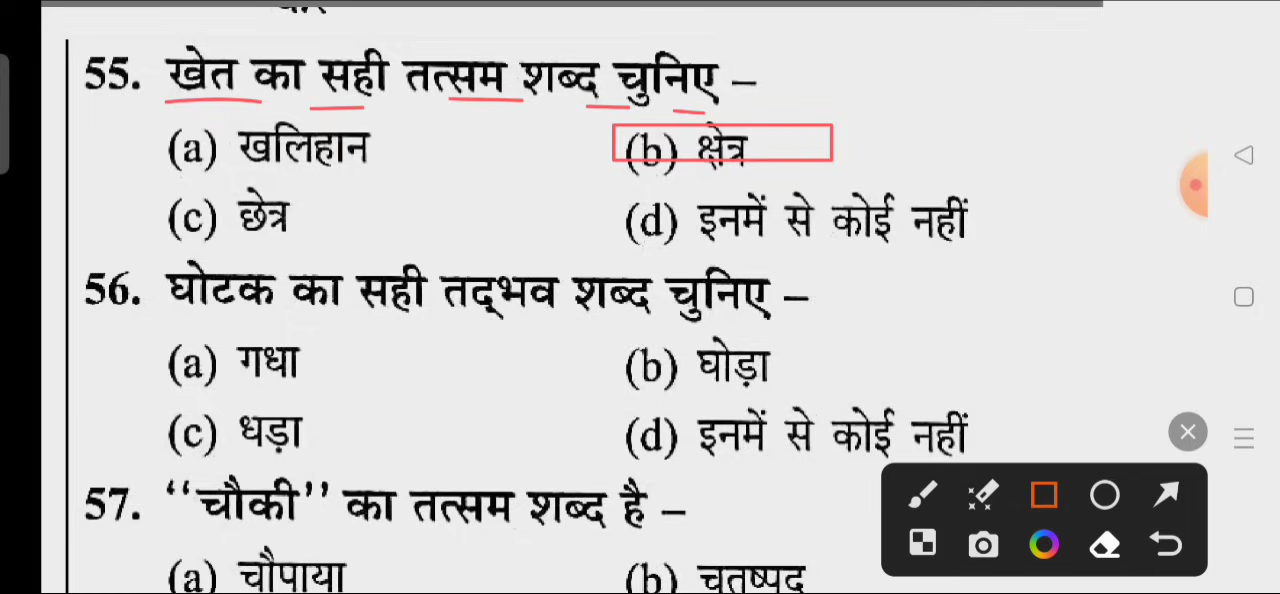 55. खेत का सही तत्सम शब्द चुनिए –
(a) खलिहान (b) क्षेत्र
(c) छेत्र (d) इनमें से कोई नहीं
56. घोटक का सही तद्भव शब्द चुनिए –
(a) गधा (b) घोड़ा
(c) धड़ा (d) इनमें से कोई नहीं
57. “चौकी” का तत्सम शब्द है –
(a) चौपाया (b) चतुष्पद